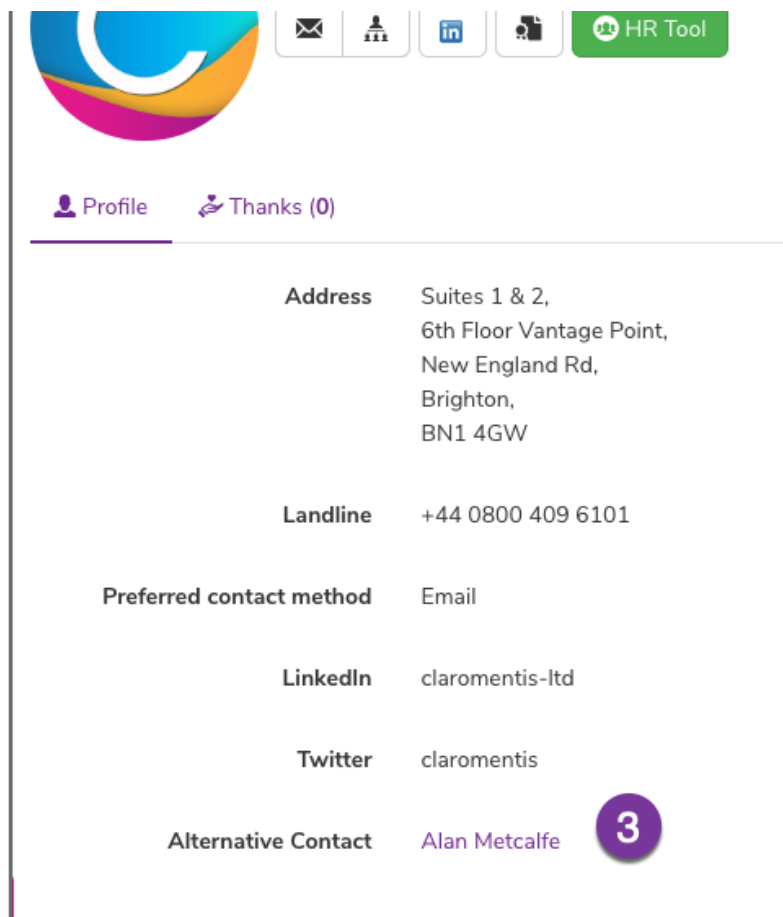 in
HR Tool
Profile
Thanks (0)
Address
Suites 1 & 2,
6th Floor Vantage Point,
New England Rd,
Brighton,
BN1 4GW
Landline
+44 0800 409 6101
Preferred contact method
Email
LinkedIn
claromentis-ltd
Twitter
claromentis
Alternative Contact
Alan Metcalfe
3